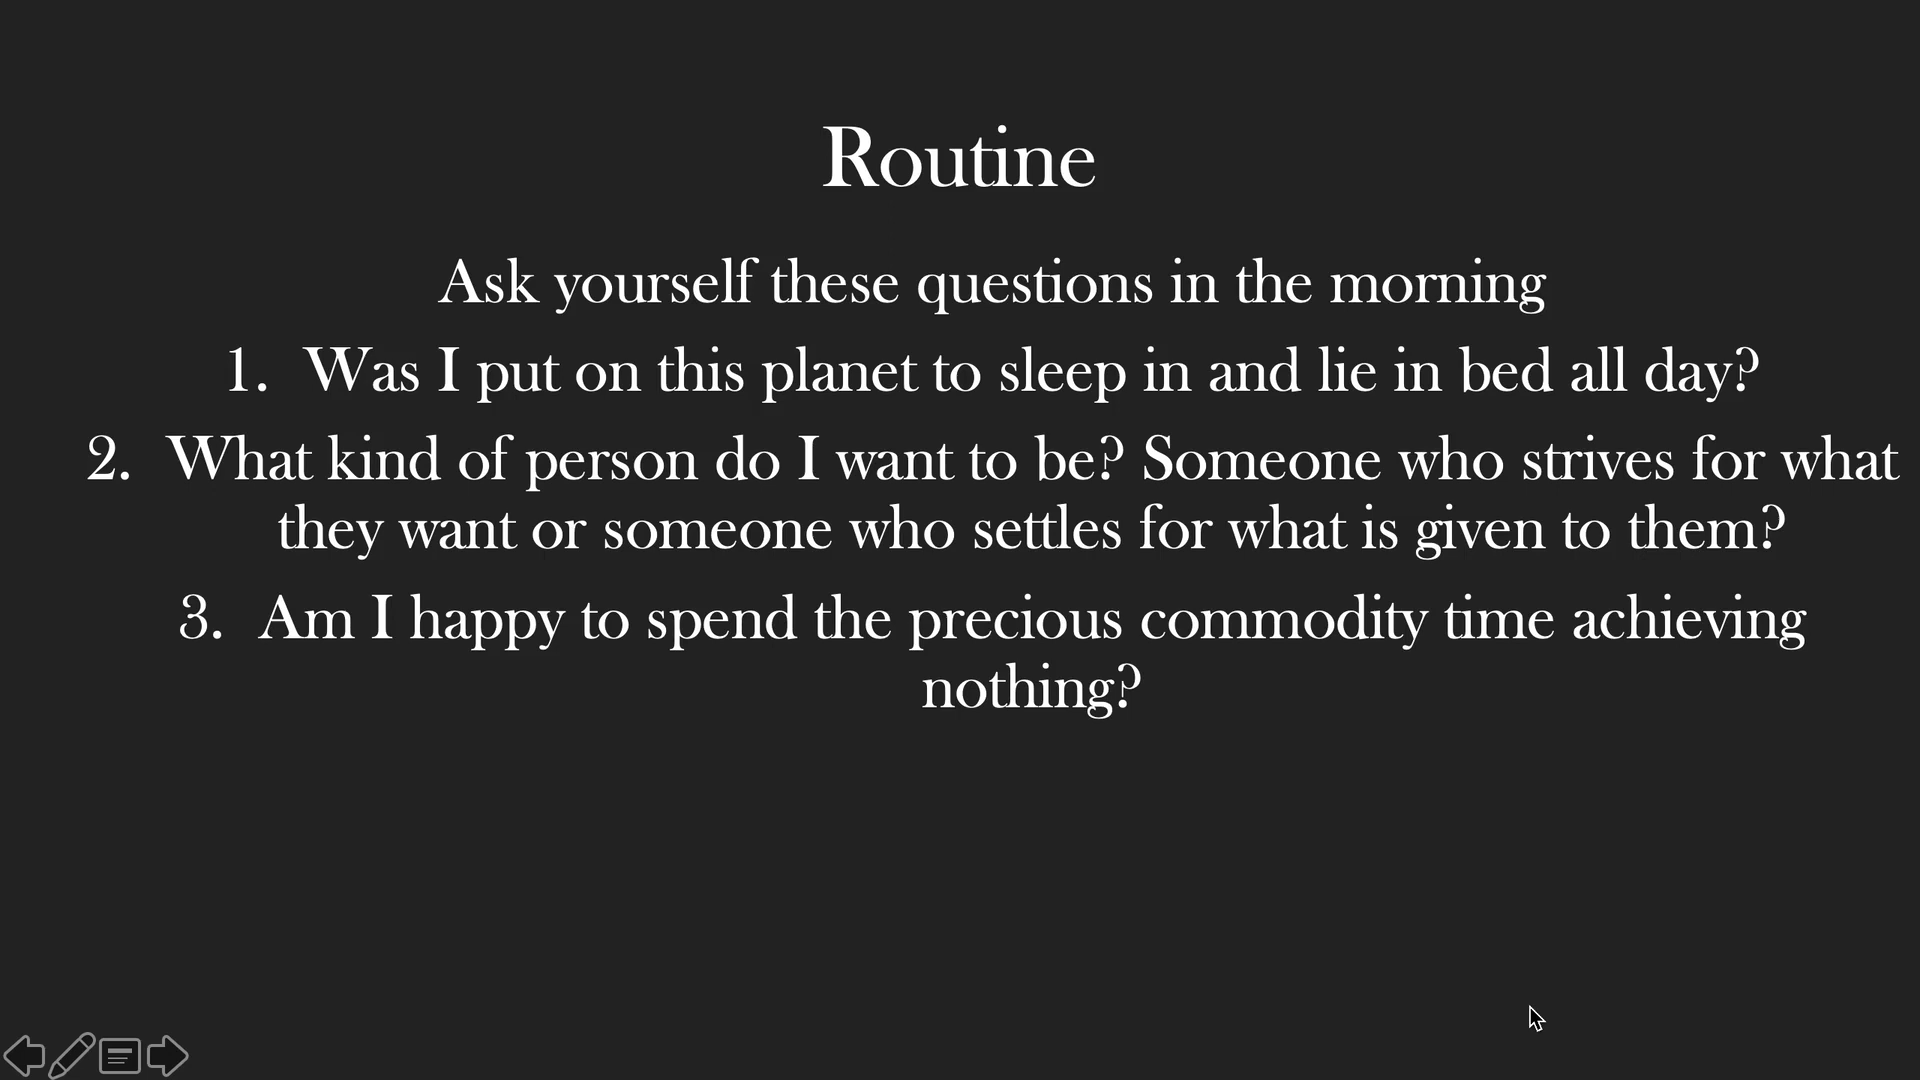 Routine
Ask yourself these questions in the morning
1. Was I put on this planet to sleep in and lie in bed all day?
2. What kind of person do I want to be? Someone who strives for what
they want or someone who settles for what is given to them?
3. Am I happy to spend the precious commodity time achieving
nothing?